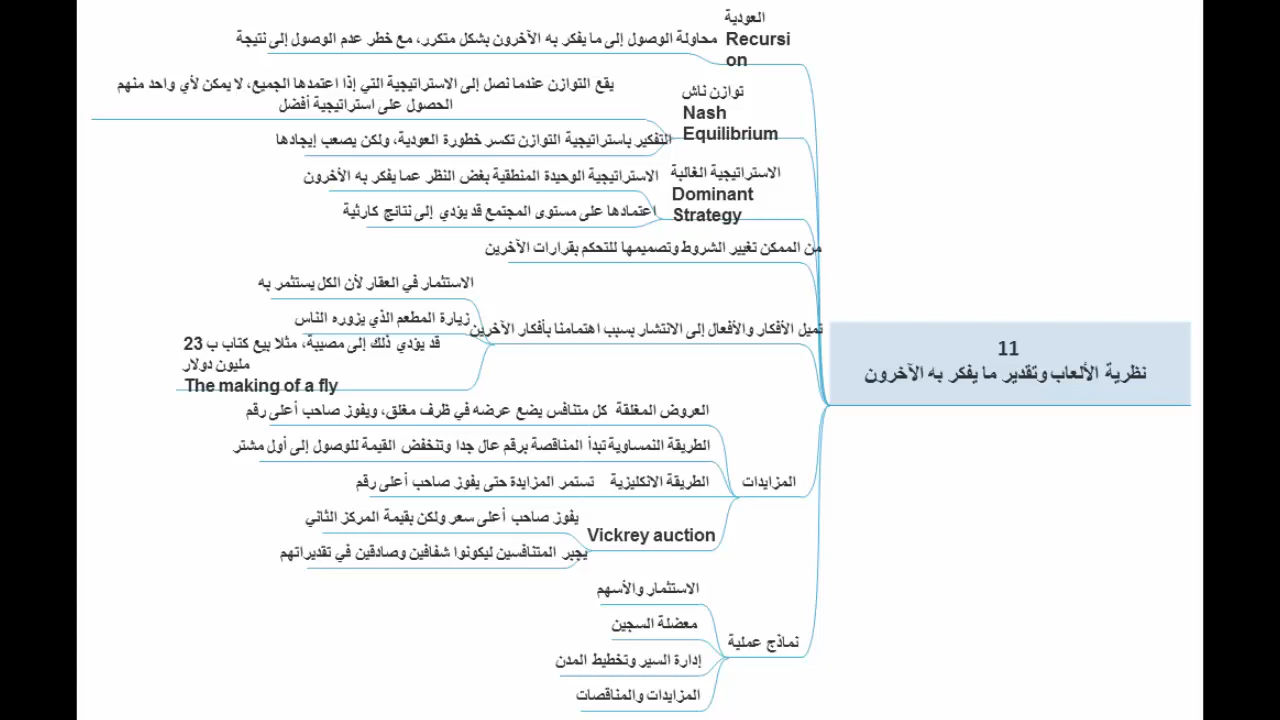 11
نظرية الألعاب وتقدير ما يفكر به الآخرون
العودية
Recursi
on
محاولة الوصول إلى ما يفكر به الآخرون بشكل متكرر، مع خطر عدم الوصول إلى نتيجة
توازن ناش
Nash
Equilibrium
يقع التوازن عندما نصل إلى الاستراتيجية التي إذا اعتمدها الجميع، لا يمكن لأي واحد منهم
الحصول على استراتيجية أفضل
التفكير باستراتيجية التوازن تكسر خطورة العودية، ولكن يصعب إيجادها
الاستراتيجية الغالبة
Dominant
Strategy
الاستراتيجية الوحيدة المنطقية بغض النظر عما يفكر به الآخرون
اعتمادها على مستوى المجتمع قد يؤدي إلى نتائج كارثية
من الممكن تغيير الشروط وتصميمها للتحكم بقرارات الآخرين
تميل الأفكار والأفعال إلى الانتشار بسبب اهتمامنا بأفكار الآخرين
الاستثمار في العقار لأن الكل يستثمر به
زيارة المطعم الذي يزوره الناس
قد يؤدي ذلك إلى مصيبة، مثلا بيع كتاب ب 23
مليون دولار
The making of a fly
المزايدات
العروض المغلقة كل متنافس يضع عرضه في ظرف مغلق، ويفوز صاحب أعلى رقم
الطريقة النمساوية تبدأ المناقصة برقم عال جدا وتنخفض القيمة للوصول إلى أول مشتر
الطريقة الانكليزية تستمر المزايدة حتى يفوز صاحب أعلى رقم
Vickrey auction
يفوز صاحب أعلى سعر ولكن بقيمة المركز الثاني
يجبر المتنافسين ليكونوا شفافين وصادقين في تقديراتهم
نماذج عملية
الاستثمار والأسهم
معضلة السجين
إدارة السير وتخطيط المدن
المزايدات والمناقصات